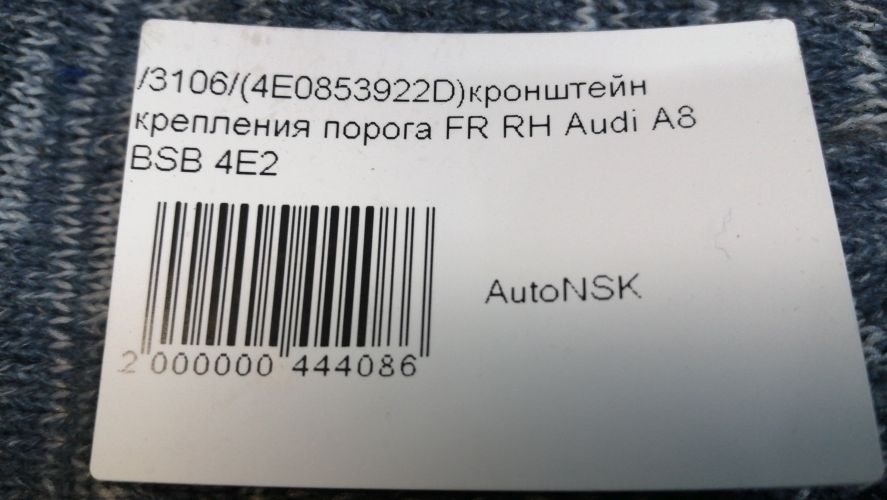 /3106/(4E0853922D)кронштейн
крепления порога FR RH Audi A8
BSB 4E2
AutoNSK
2 000000 444086